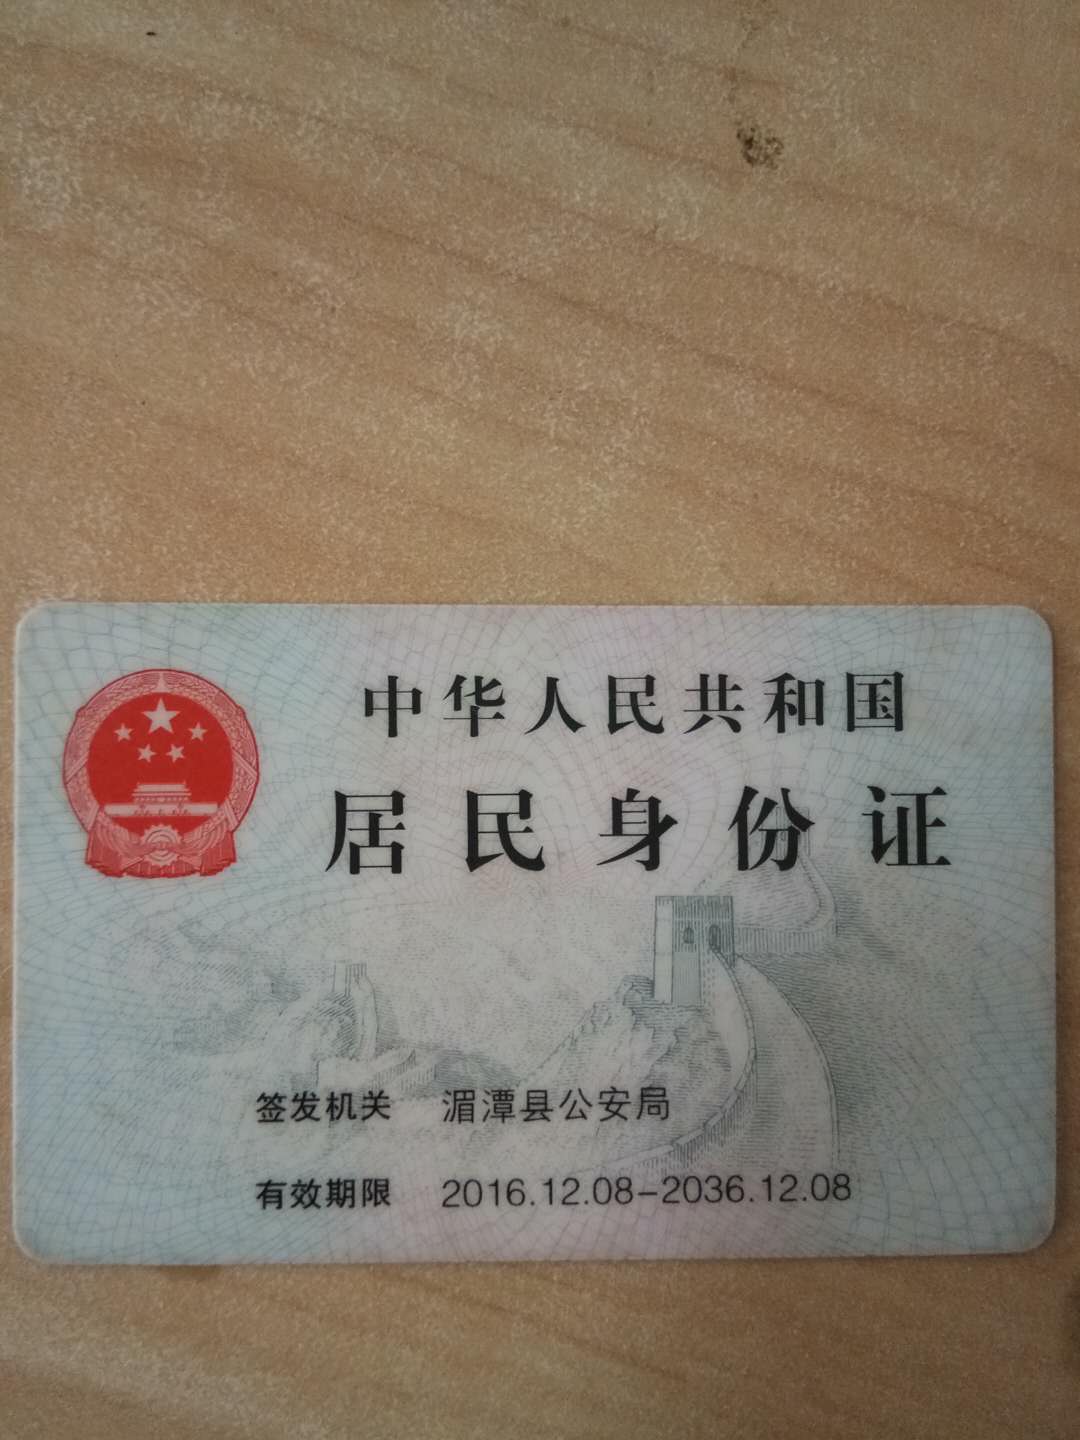 中华人民共和国
居民身份证
签发机关 湄潭县公安局
有效期限 2016.12.08-2036.12.08